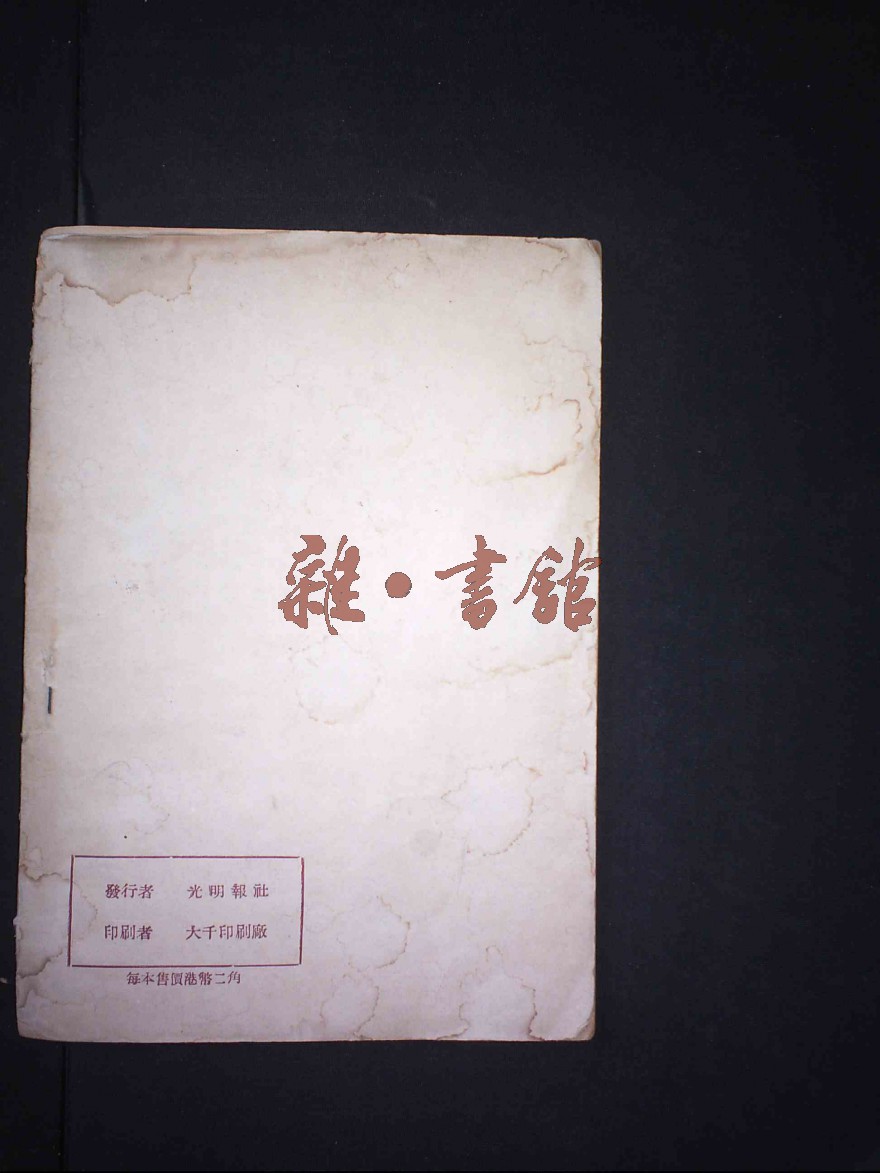 雜·書館
發行者 光明報社
印刷者 大千印刷廠
每本售價港幣二角